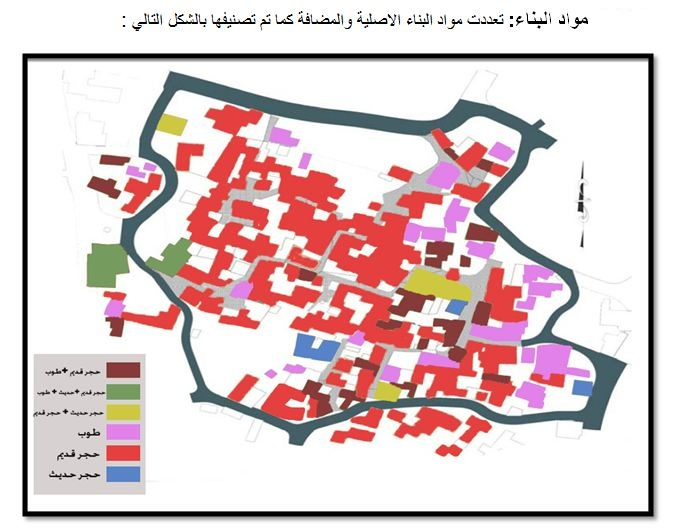 مواد البناء: تعددت مواد البناء الاصلية والمضافة كما تم تصنيفها بالشكل التالي :
حجر قديم +طوب
حجر قديم +حديث + طوب
حجر حديث + حجر قديم
طوب
حجر قديم
حجر حديث